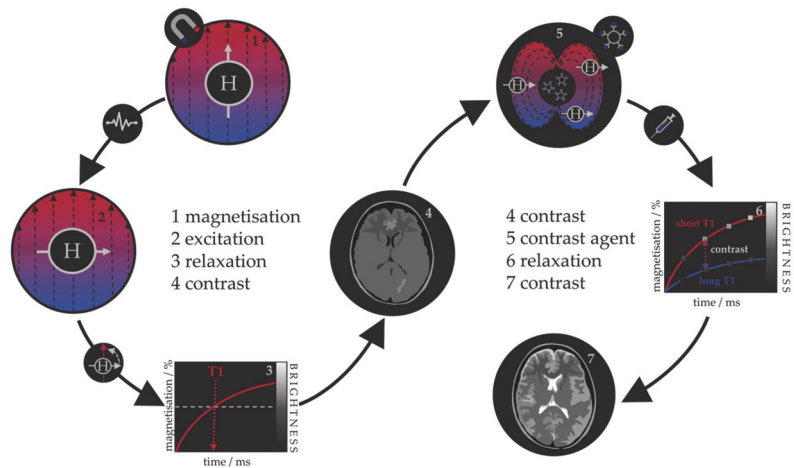 1
H
2
H
H
1 magnetisation
2 excitation
3 relaxation
4 contrast
magnetisation / %
T1
3
BRIGHTNESS
time / ms
4
5
H
H
H
4 contrast
5 contrast agent
6 relaxation
7 contrast
magnetisation / %
short T1
6
contrast
long T1
BRIGHTNESS
time / ms
7